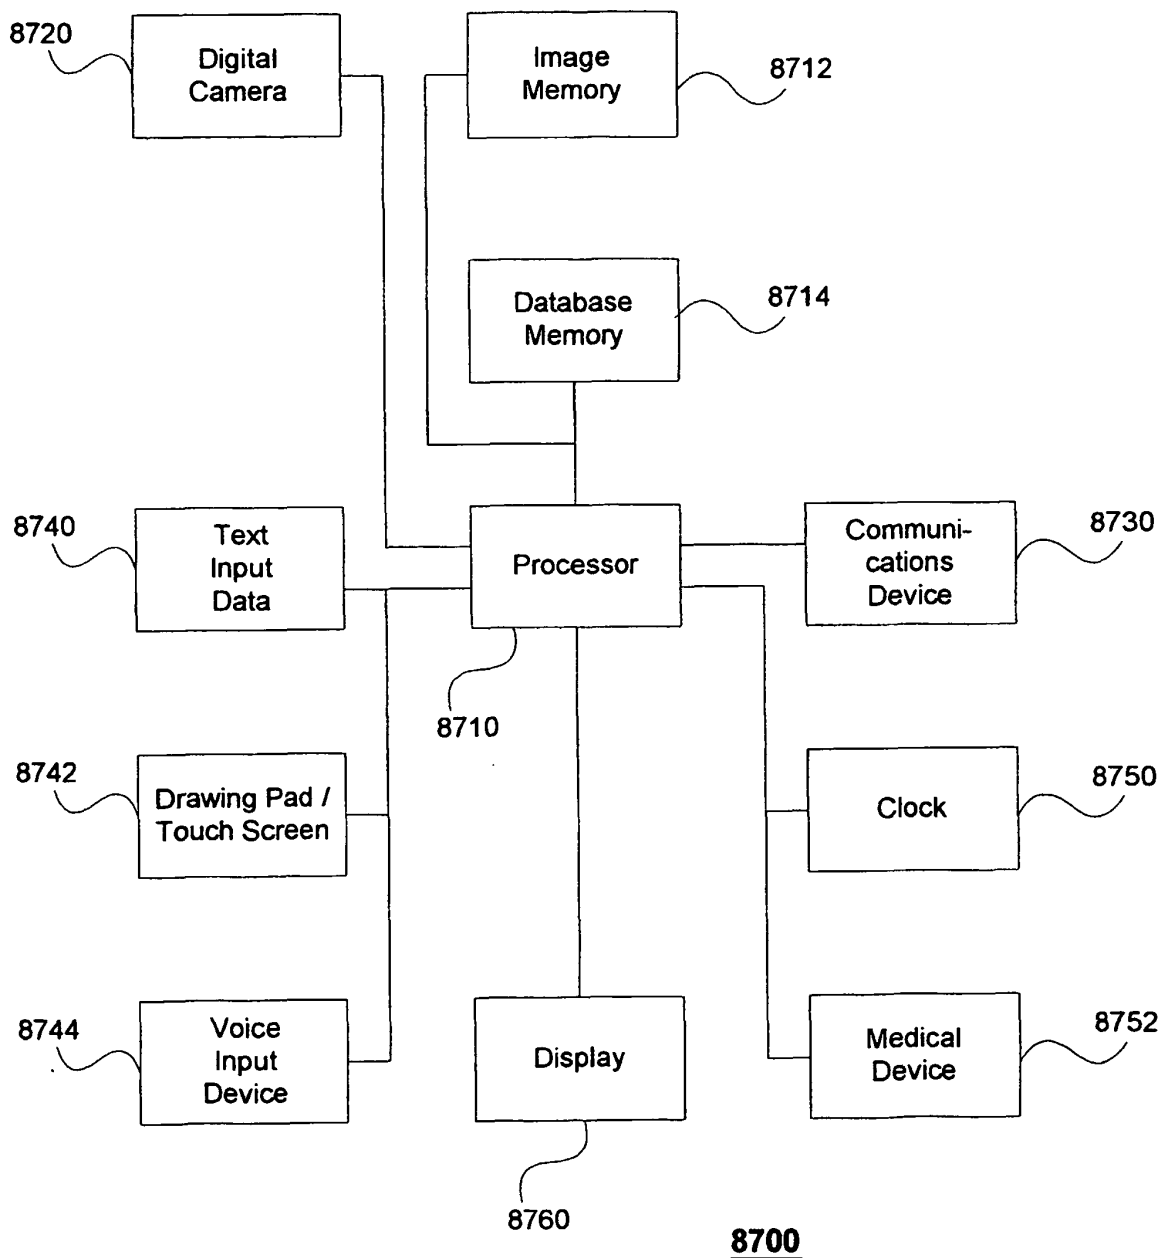 8720
Digital
Camera
Image
Memory
8712
Database
Memory
8714
8740
Text
Input
Data
Processor
8710
Communi-
cations
Device
8730
8742
Drawing Pad /
Touch Screen
Clock
8750
8744
Voice
Input
Device
Display
8760
Medical
Device
8752
8700